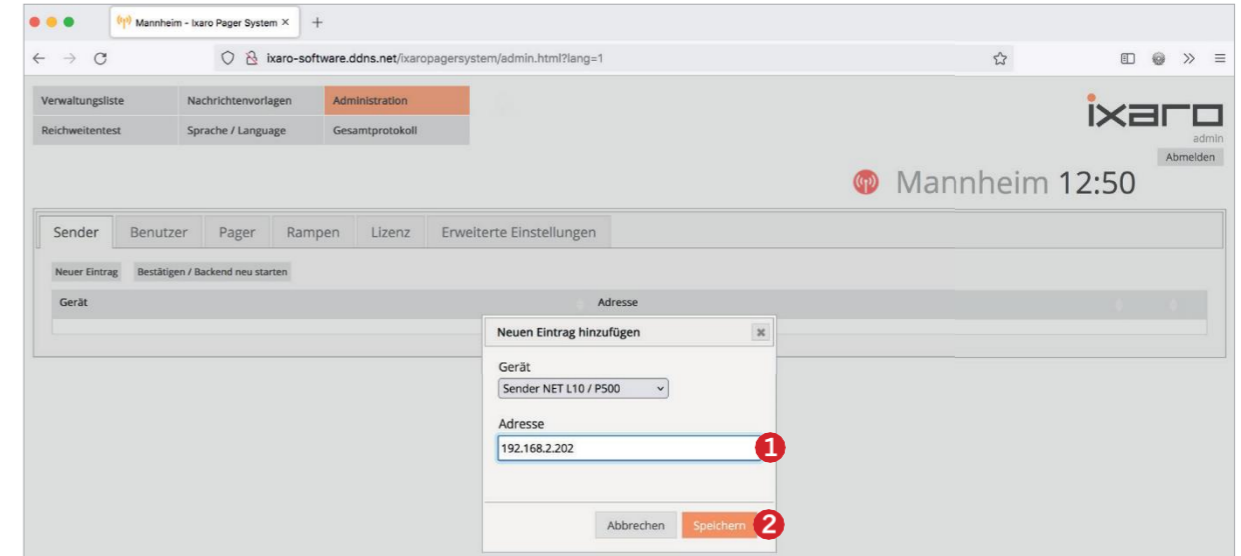 Mannheim - Ixaro Pager System
ixaro-software.ddns.net/ixaropagersystem/admin.html?lang=1
Verwaltungsliste Nachrichtenvorlagen Administration
Reichweitentest Sprache / Language Gesamtprotokoll
ixaro
admin
Abmelden
Mannheim 12:50
Sender Benutzer Pager Rampen Lizenz Erweiterte Einstellungen
Neuer Eintrag Bestätigen / Backend neu starten
Gerät Adresse
Neuen Eintrag hinzufügen
Gerät
Sender NET L10 / P500
Adresse
192.168.2.202 1
Abbrechen Speichern 2